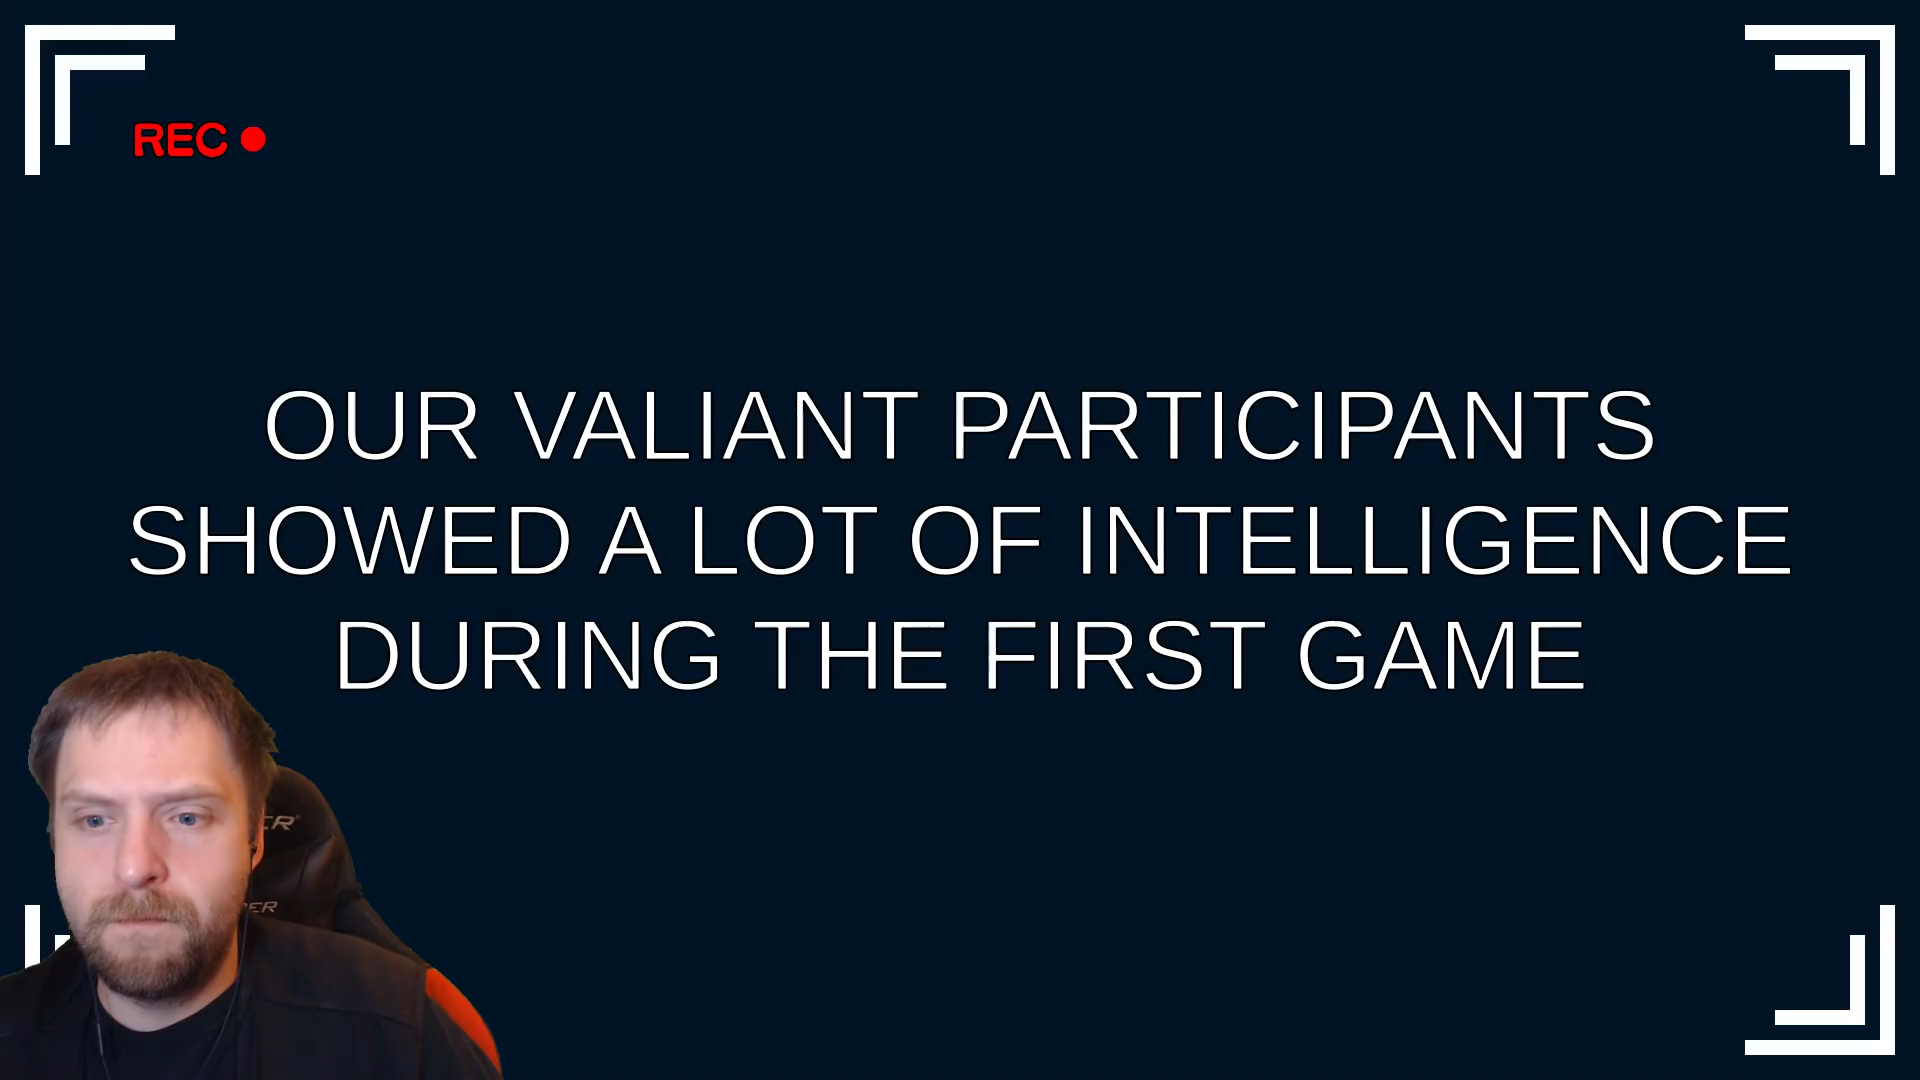 REC
OUR VALIANT PARTICIPANTS
SHOWED A LOT OF INTELLIGENCE
DURING THE FIRST GAME